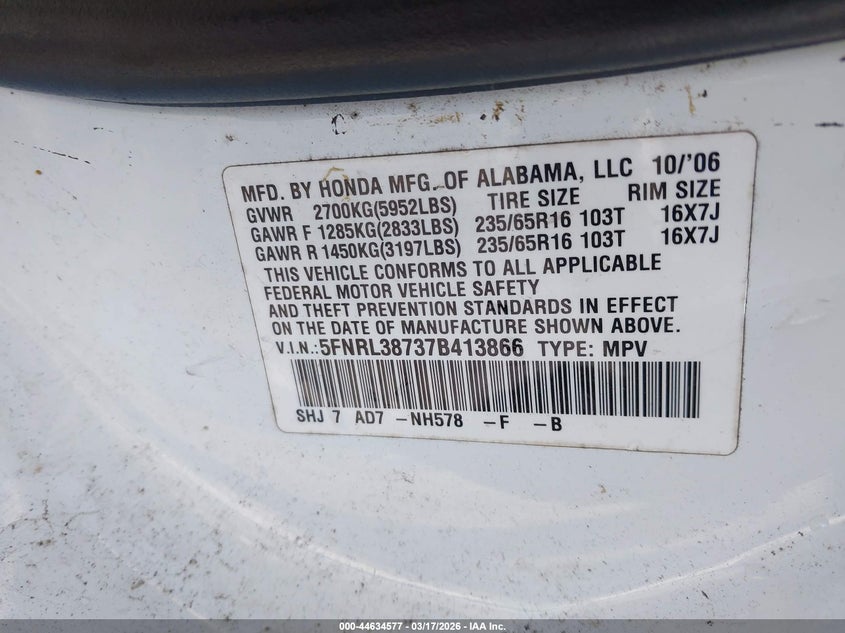 MFD. BY HONDA MFG. OF ALABAMA, LLC 10/'06
GVWR 2700KG(5952LBS) TIRE SIZE RIM SIZE
GAWR F 1285KG(2833LBS) 235/65R16 103T 16X7J
GAWR R 1450KG(3197LBS) 235/65R16 103T 16X7J
THIS VEHICLE CONFORMS TO ALL APPLICABLE
FEDERAL MOTOR VEHICLE SAFETY
AND THEFT PREVENTION STANDARDS IN EFFECT
ON THE DATE OF MANUFACTURE SHOWN ABOVE.
V.I.N.:5FNRL38737B413866 TYPE: MPV
SHJ 7 AD7 -NH578 -F -B
000-44634577 - 03/17/2026 - IAA Inc.